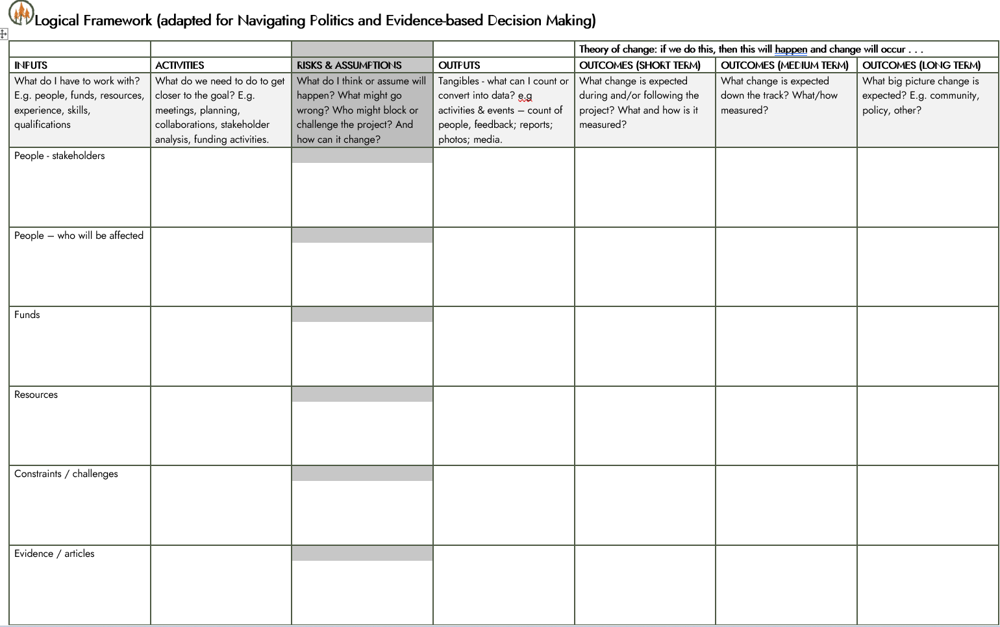 Logical Framework (adapted for Navigating Politics and Evidence-based Decision Making)
Theory of change: if we do this, then this will happen and change will occur . . .
INPUTS
ACTIVITIES
RISKS & ASSUMPTIONS
OUTPUTS
OUTCOMES (SHORT TERM)
OUTCOMES (MEDIUM TERM)
OUTCOMES (LONG TERM)
What do I have to work with?
E.g. people, funds, resources,
experience, skills,
qualifications
What do we need to do to get
closer to the goal? E.g.
meetings, planning,
collaborations, stakeholder
analysis, funding activities.
What do I think or assume will
happen? What might go
wrong? Who might block or
challenge the project? And
how can it change?
Tangibles - what can I count or
convert into data? e.g
activities & events – count of
people, feedback; reports;
photos; media.
What change is expected
during and/or following the
project? What and how is it
measured?
What change is expected
down the track? What/how
measured?
What big picture change is
expected? E.g. community,
policy, other?
People - stakeholders
People – who will be affected
Funds
Resources
Constraints / challenges
Evidence / articles